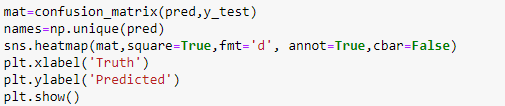 mat=confusion_matrix(pred,y_test)
names=np.unique(pred)
sns.heatmap(mat,square=True,fmt='d', annot=True,cbar=False)
plt.xlabel('Truth')
plt.ylabel('Predicted')
plt.show()